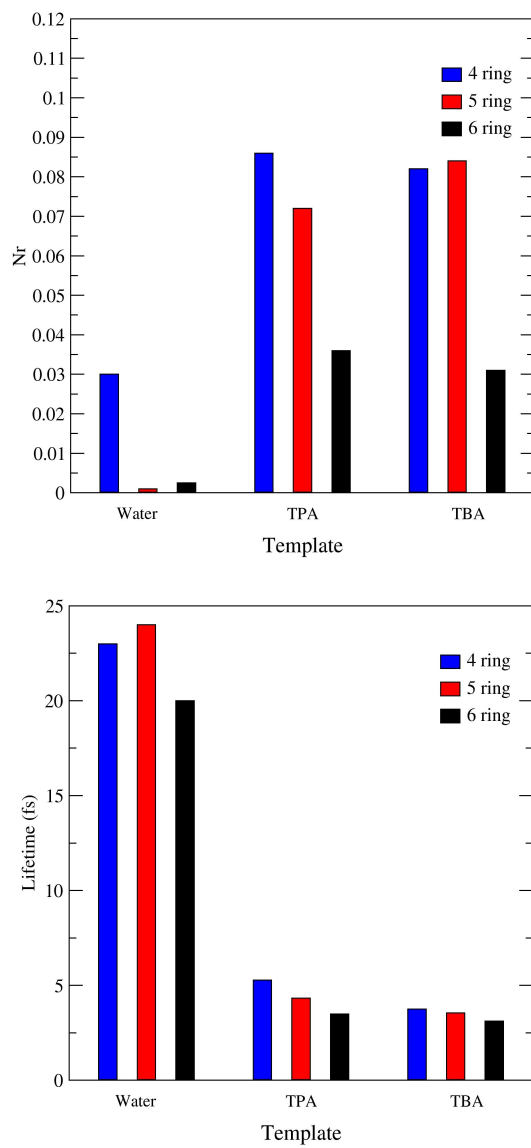 0.12
0.11
0.1
0.09
0.08
0.07
0.06
0.05
0.04
0.03
0.02
0.01
0
Nr
4 ring
5 ring
6 ring
Water TPA TBA
Template
25
20
15
10
5
0
Lifetime (fs)
4 ring
5 ring
6 ring
Water TPA TBA
Template